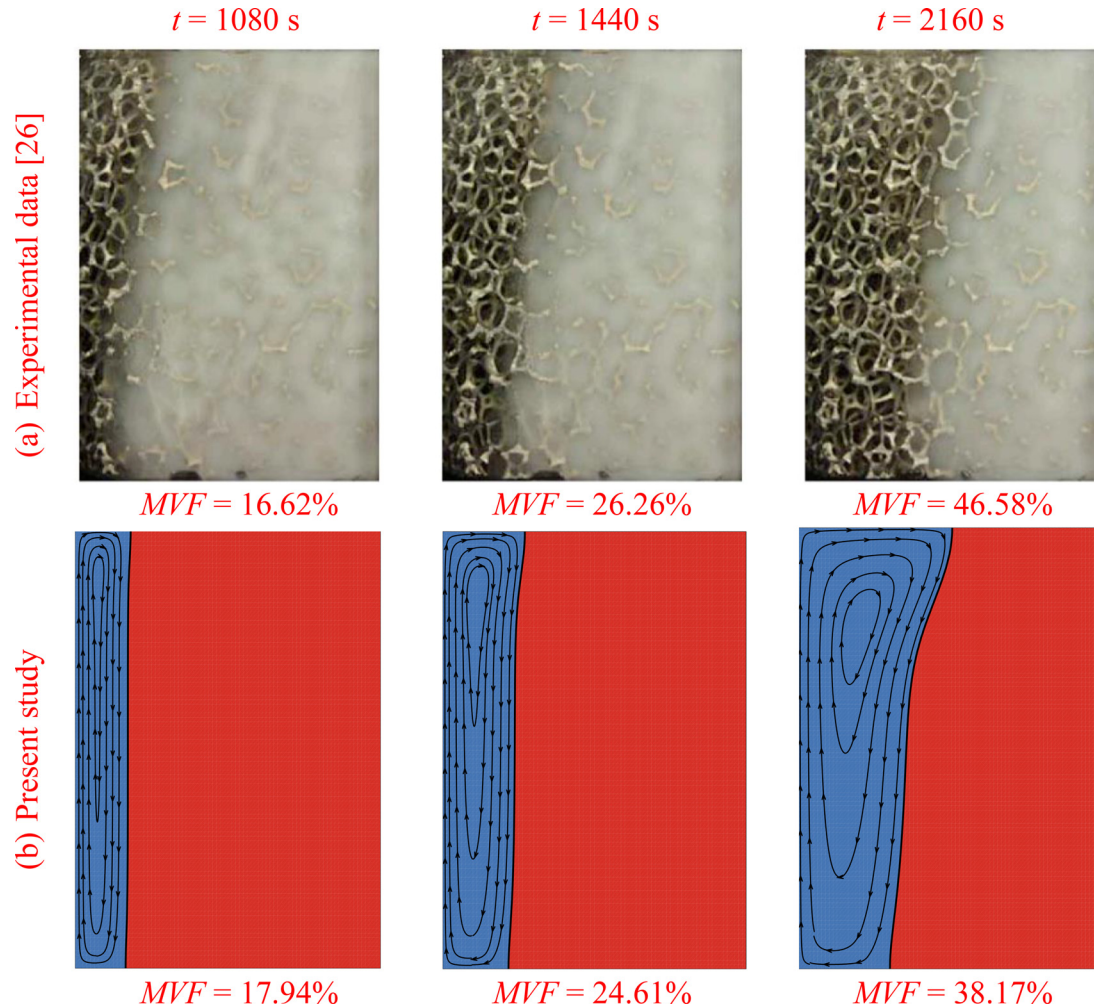 t = 1080 s
t = 1440 s
t = 2160 s
(a) Experimental data [26]
MVF = 16.62%
MVF = 26.26%
MVF = 46.58%
(b) Present study
MVF = 17.94%
MVF = 24.61%
MVF = 38.17%